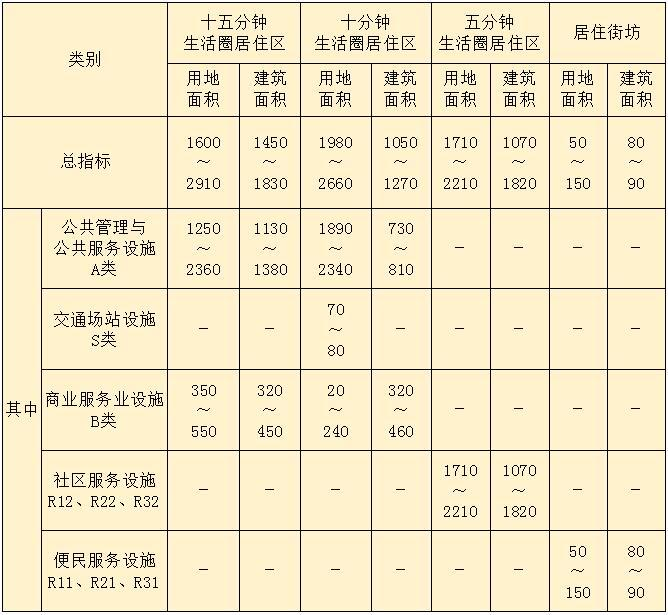 类别
十五分钟
生活圈居住区
十分钟
生活圈居住区
五分钟
生活圈居住区
居住街坊
用地
面积
建筑
面积
用地
面积
建筑
面积
用地
面积
建筑
面积
用地
面积
建筑
面积
总指标
1600
～
2910
1450
～
1830
1980
～
2660
1050
～
1270
1710
～
2210
1070
～
1820
50
～
150
80
～
90
其中
公共管理与
公共服务设施
A类
1250
～
2360
1130
～
1380
1890
～
2340
730
～
810
－
－
－
－
交通场站设施
S类
－
－
70
～
80
－
－
－
－
－
商业服务业设施
B类
350
～
550
320
～
450
20
～
240
320
～
460
－
－
－
－
社区服务设施
R12、R22、R32
－
－
－
－
1710
～
2210
1070
～
1820
－
－
便民服务设施
R11、R21、R31
－
－
－
－
－
－
50
～
150
80
～
90